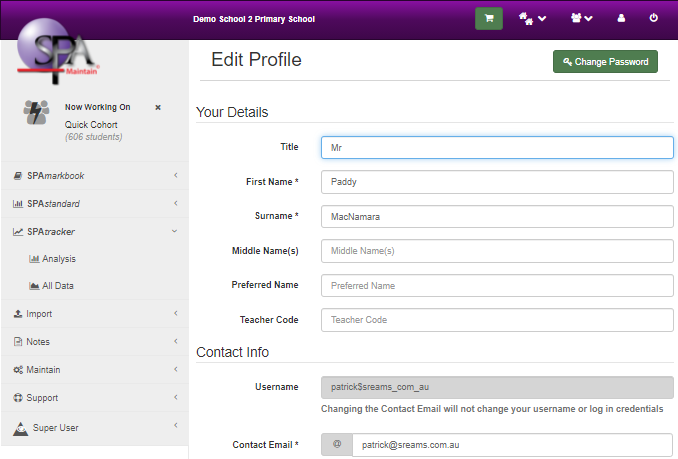 Demo School 2 Primary School
SPA
Maintain
Now Working On
Quick Cohort
(606 students)
SPAmarkbook
SPAstandard
SPAtracker
Analysis
All Data
Import
Notes
Maintain
Support
Super User
Edit Profile
Change Password
Your Details
Title Mr
First Name * Paddy
Surname * MacNamara
Middle Name(s) Middle Name(s)
Preferred Name Preferred Name
Teacher Code Teacher Code
Contact Info
Username patrick$sreams_com_au
Changing the Contact Email will not change your username or log in credentials
Contact Email * @ patrick@sreams.com.au